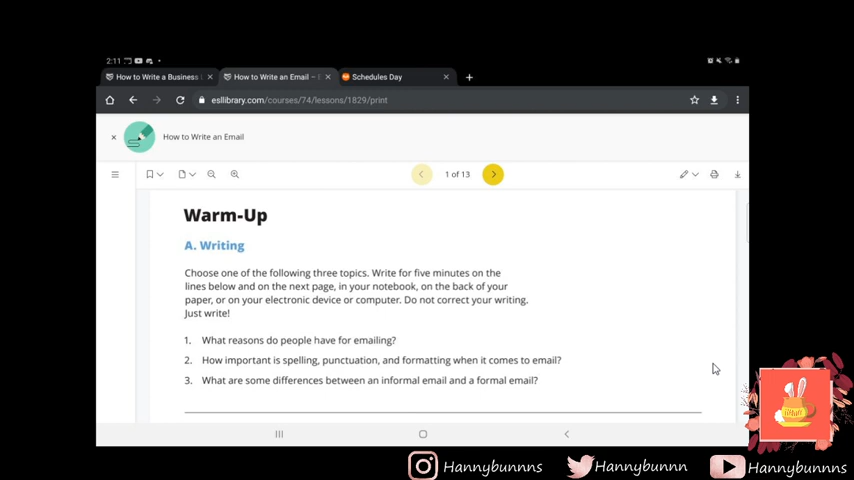 2:11
How to Write a Business
How to Write an Email –
Schedules Day
esllibrary.com/courses/74/lessons/1829/print
How to Write an Email
1 of 13
Warm-Up
A. Writing
Choose one of the following three topics. Write for five minutes on the
lines below and on the next page, in your notebook, on the back of your
paper, or on your electronic device or computer. Do not correct your writing.
Just write!
1. What reasons do people have for emailing?
2. How important is spelling, punctuation, and formatting when it comes to email?
3. What are some differences between an informal email and a formal email?
Hannybunnns
Hannybunnn
Hannybunnns